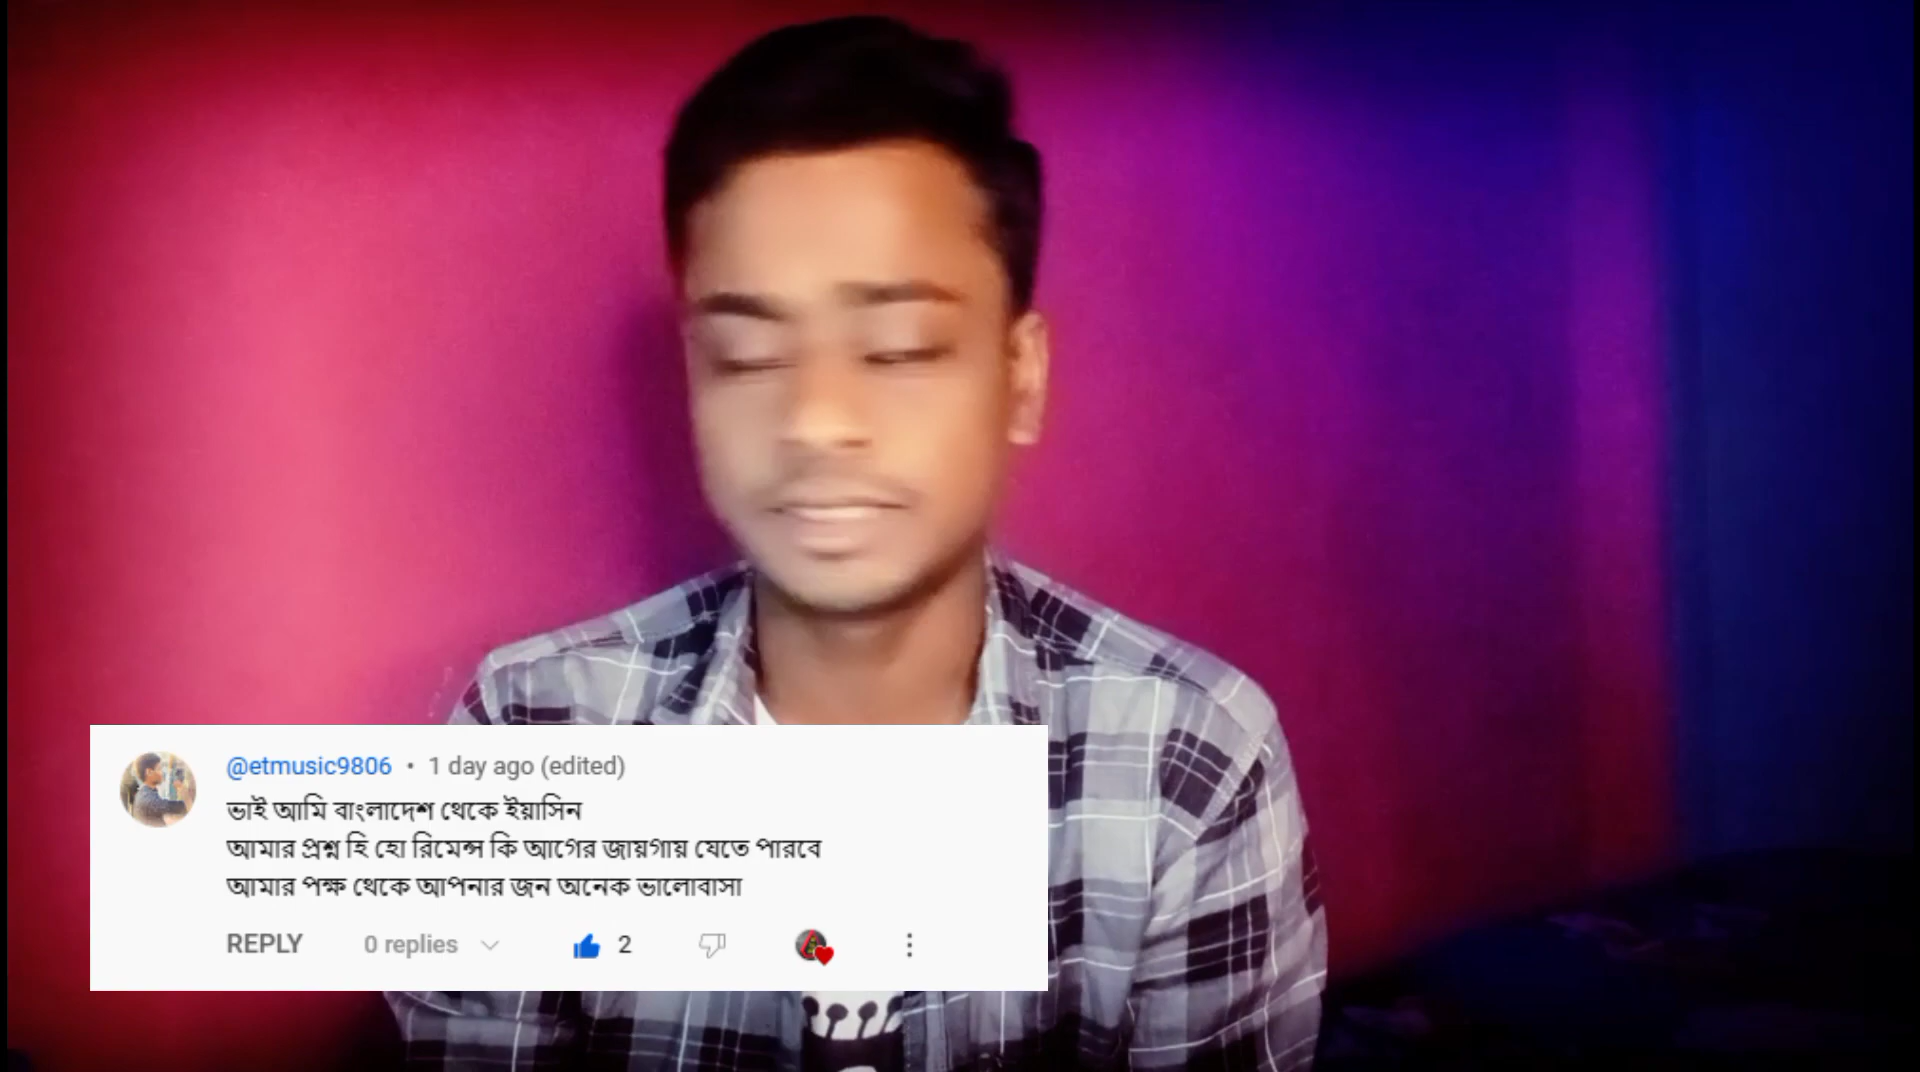 @etmusic9806 • 1 day ago (edited)
ভাই আমি বাংলাদেশ থেকে ইয়াসিন
আমার প্রশ্ন হি হো রিমেন্স কি আগের জায়গায় যেতে পারবে
আমার পক্ষ থেকে আপনার জন অনেক ভালোবাসা
REPLY 0 replies 2